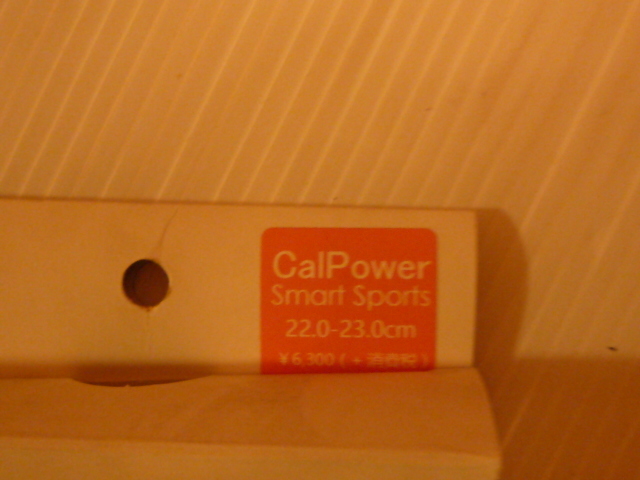 CalPower
Smart Sports
22.0-23.0cm
¥6,300(+消費税)